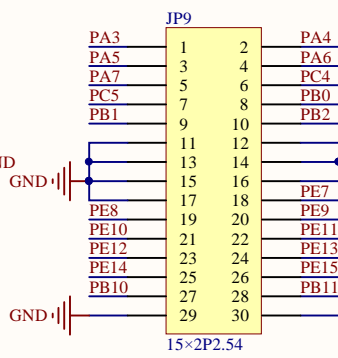 JP9
PA3 1 2 PA4
PA5 3 4 PA6
PA7 5 6 PC4
PC5 7 8 PB0
PB1 9 10 PB2
11 12
ND 13 14
GND 15 16
17 18 PE7
PE8 19 20 PE9
PE10 21 22 PE11
PE12 23 24 PE13
PE14 25 26 PE15
PB10 27 28 PB11
GND 29 30
15×2P2.54